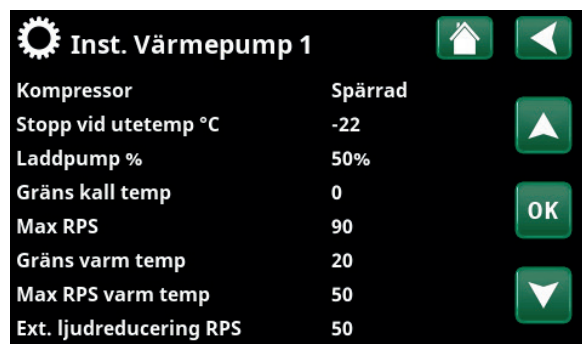 Inst. Värmepump 1
Kompressor Spärrad
Stopp vid utetemp °C -22
Laddpump % 50%
Gräns kall temp 0
OK
Max RPS 90
Gräns varm temp 20
Max RPS varm temp 50
Ext. ljudreducering RPS 50